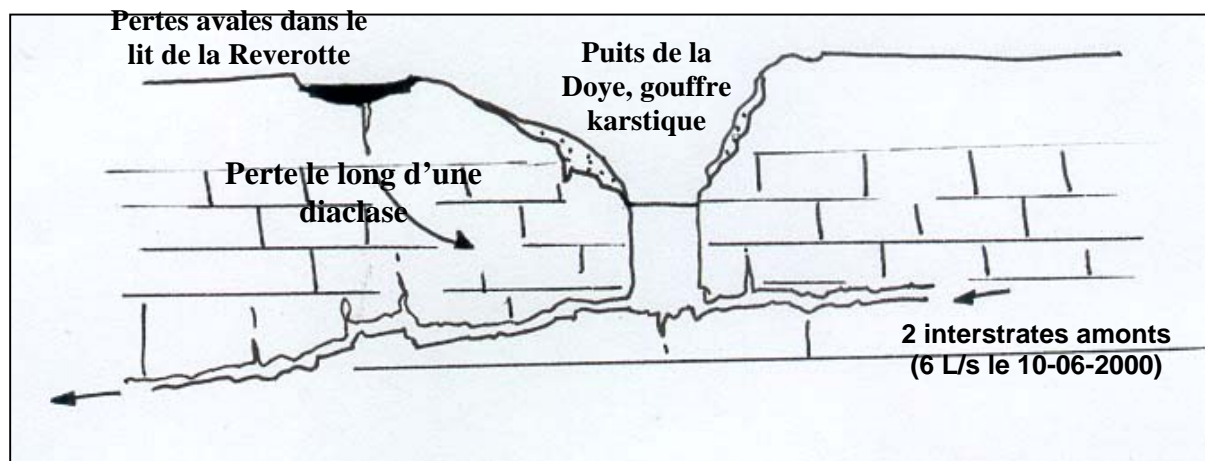 Pertes avales dans le
lit de la Reverotte
Puits de la
Doye, gouffre
karstique
Perte le long d’une
diaclase
2 interstrates amonts
(6 L/s le 10-06-2000)